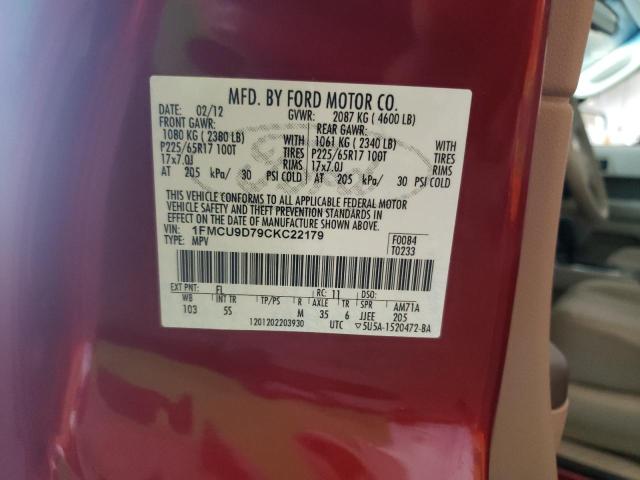 MFD. BY FORD MOTOR CO.
DATE: 02/12 GVWR: 2087 KG ( 4600 LB)
FRONT GAWR: REAR GAWR:
1080 KG ( 2380 LB) 1061 KG ( 2340 LB)
P225/65R17 100T TIRES P225/65R17 100T TIRES
17x7.0J RIMS 17x7.0J RIMS
AT 205 kPa/ 30 PSI COLD AT 205 kPa/ 30 PSI COLD
THIS VEHICLE CONFORMS TO ALL APPLICABLE FEDERAL MOTOR
VEHICLE SAFETY AND THEFT PREVENTION STANDARDS IN
EFFECT ON THE DATE OF MANUFACTURE SHOWN ABOVE.
VIN: 1FMCU9D79CKC22179
TYPE: MPV
F0084
T0233
EXT PNT: FL RC: 11 DSO:
WB INT TR TP/PS R AXLE TR SPR AM71A
103 5S M 35 6 JJEE 205
1201202203930 UTC ▽5U5A-1520472-BA
Ford